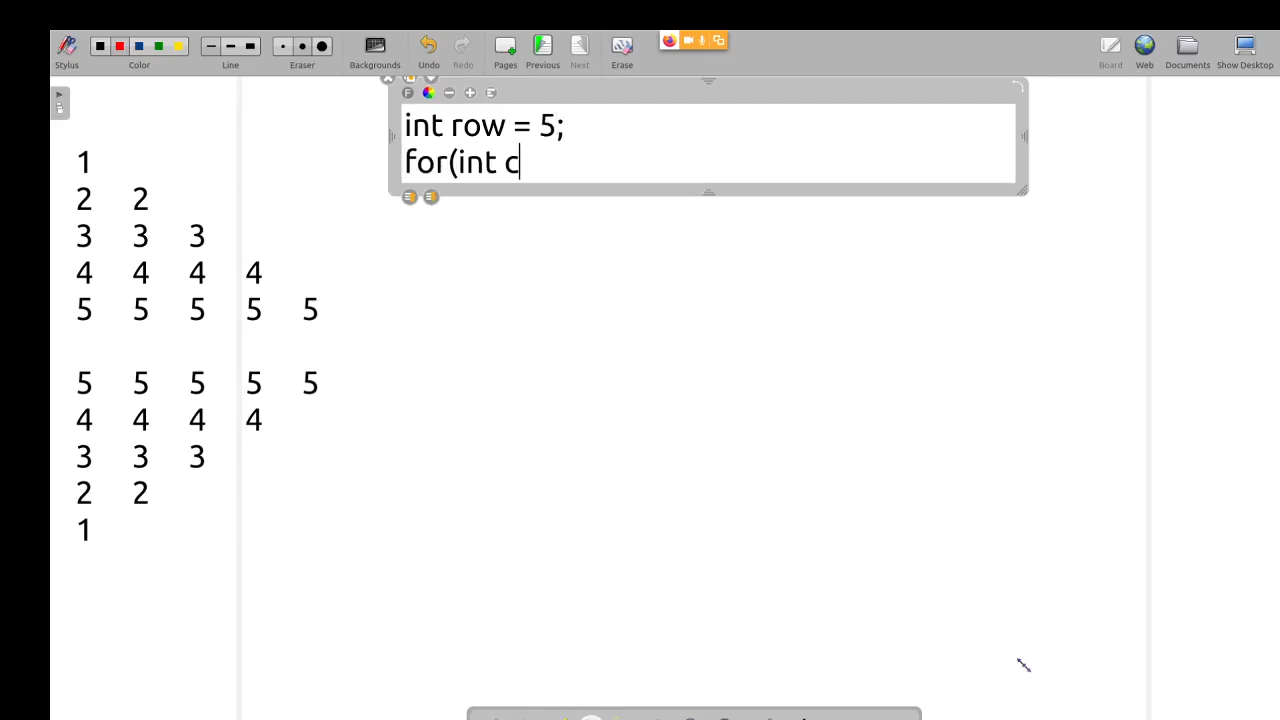 Stylus Color Line Eraser Backgrounds Undo Redo Pages Previous Next Erase Board Web Documents Show Desktop
F
int row = 5;
for(int c
1
2 2
3 3 3
4 4 4 4
5 5 5 5 5
5 5 5 5 5
4 4 4 4
3 3 3
2 2
1